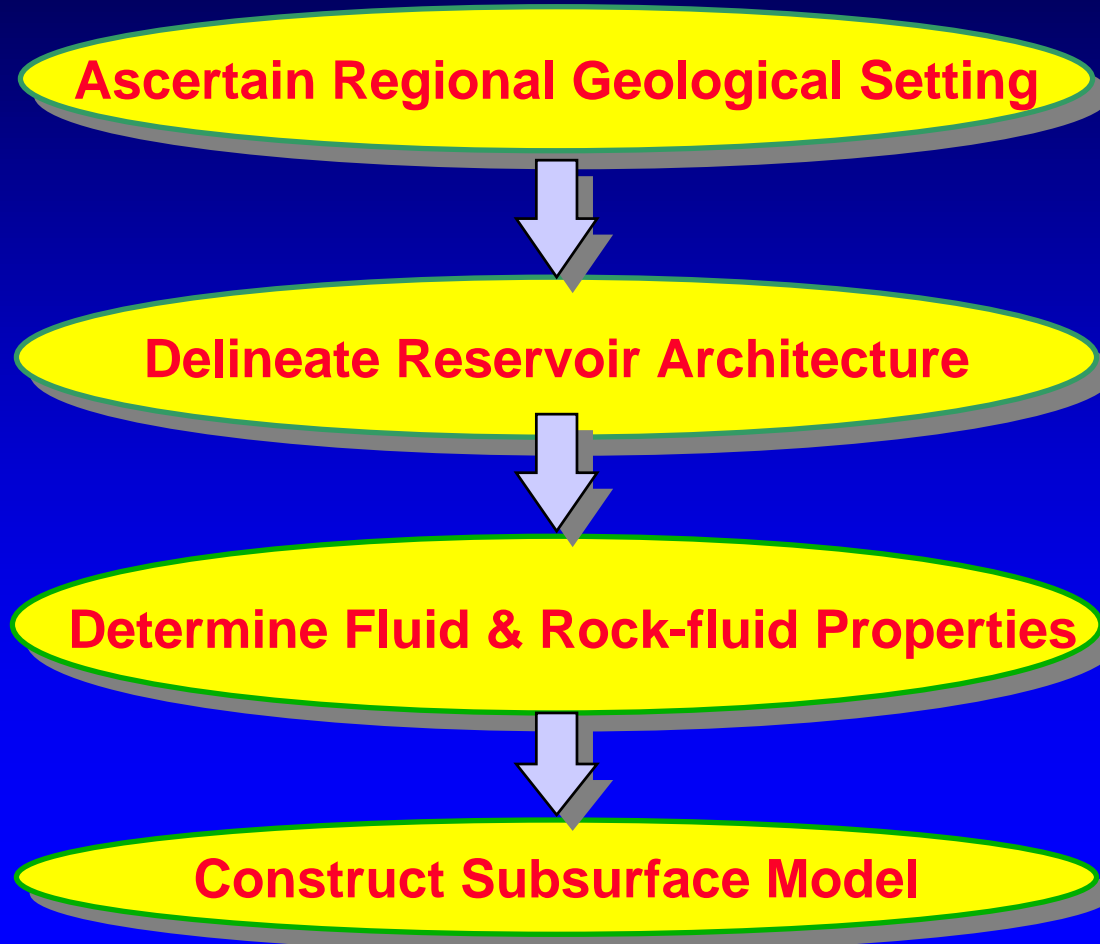 Ascertain Regional Geological Setting
Delineate Reservoir Architecture
Determine Fluid & Rock-fluid Properties
Construct Subsurface Model